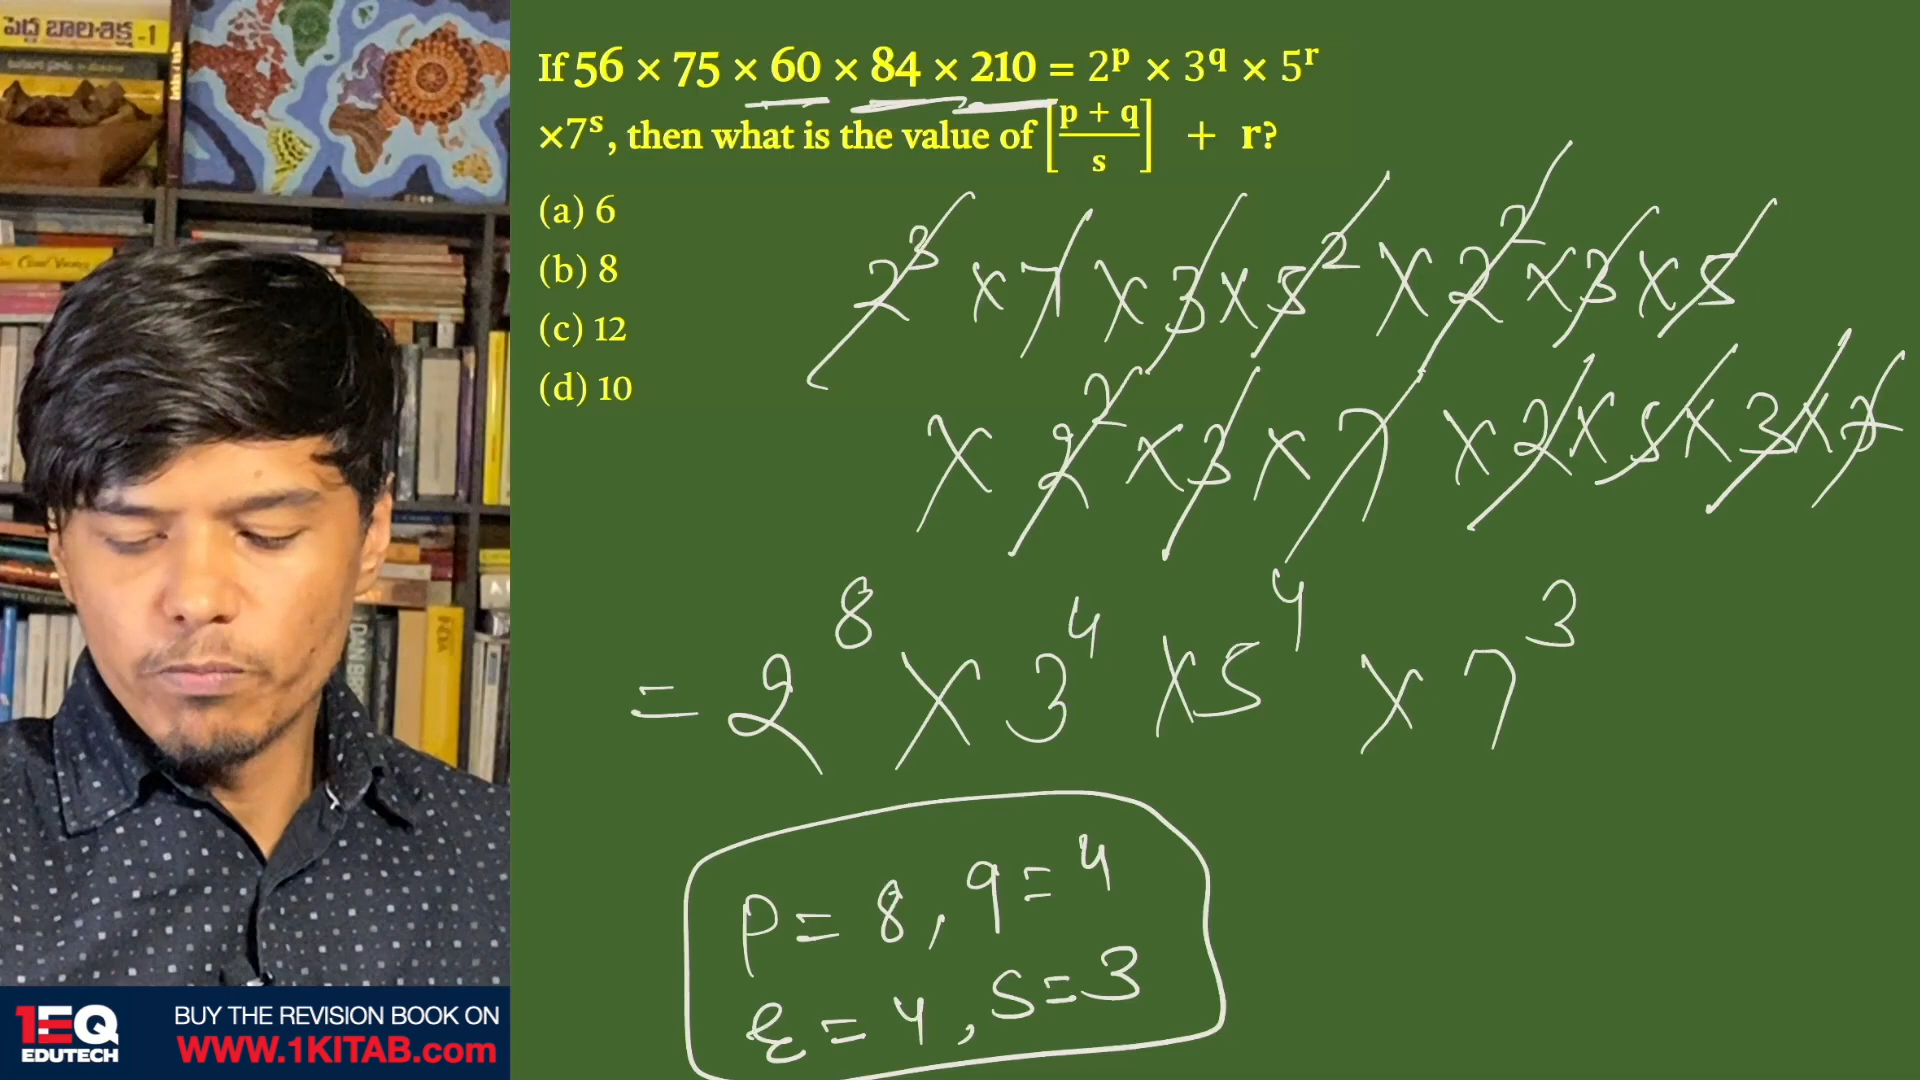 పెద్ద బాలశిక్ష -1
If 56 × 75 × 60 × 84 × 210 = 2ᵖ × 3^q × 5ʳ
×7ˢ, then what is the value of [(p + q)/s] + r?
(a) 6
(b) 8
(c) 12
(d) 10
2³ × 7 × 3 × 5² × 2² × 3 × 5
× 2² × 3 × 7 × 2 × 5 × 3 × 7
= 2⁸ × 3⁴ × 5⁴ × 7³
p = 8, q = 4
r = 4, s = 3
1EQ
EDUTECH
BUY THE REVISION BOOK ON
WWW.1KITAB.com